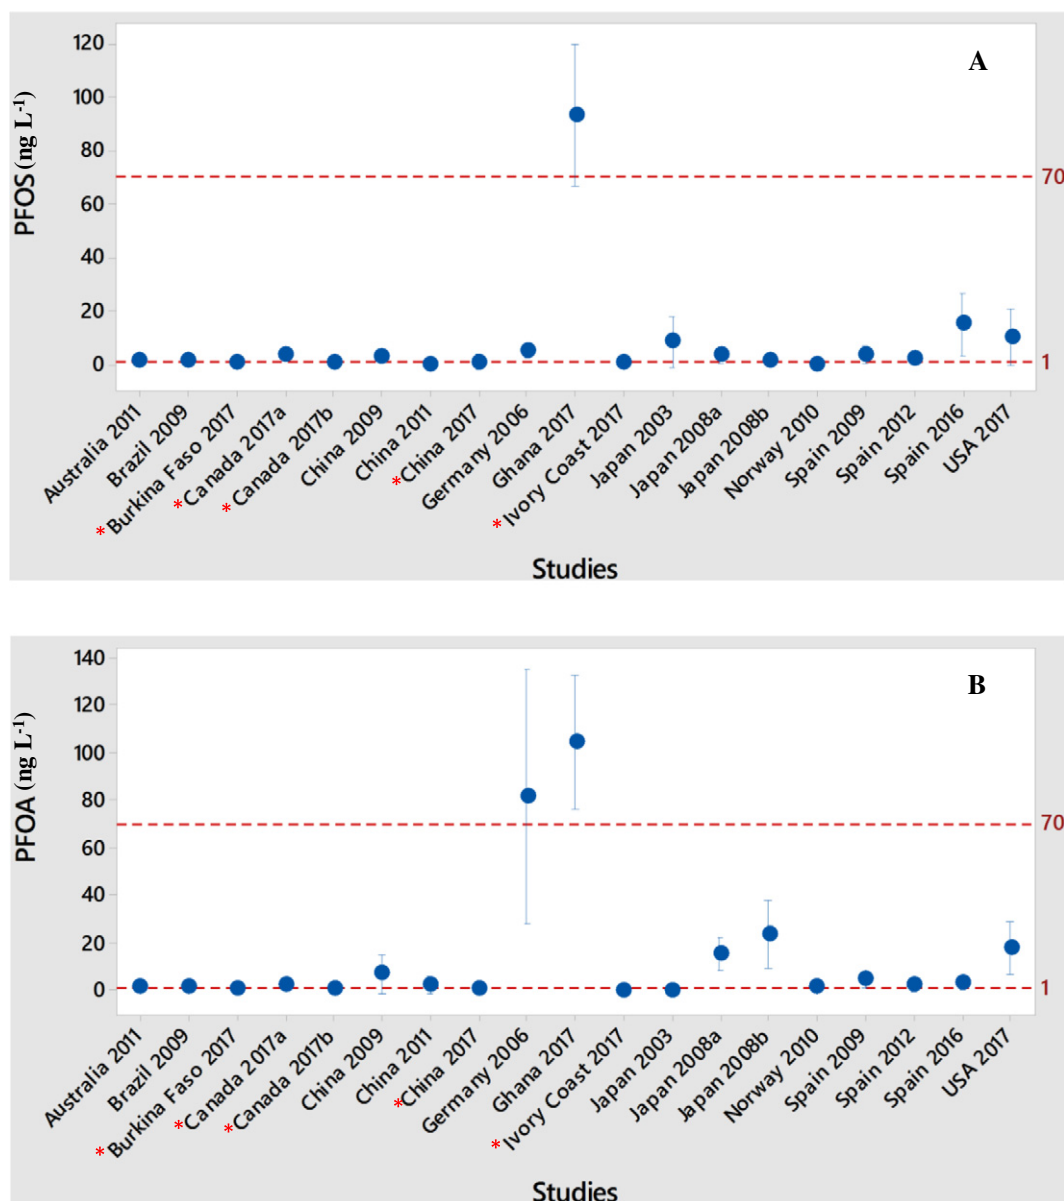 A
PFOS (ng L-1)
120
100
80
60
40
20
0
70
1
Australia 2011
Brazil 2009
*Burkina Faso 2017
*Canada 2017a
*Canada 2017b
China 2009
China 2011
*China 2017
Germany 2006
Ghana 2017
*Ivory Coast 2017
Japan 2003
Japan 2008a
Japan 2008b
Norway 2010
Spain 2009
Spain 2012
Spain 2016
USA 2017
Studies
B
PFOA (ng L-1)
140
120
100
80
60
40
20
0
70
1
Australia 2011
Brazil 2009
*Burkina Faso 2017
*Canada 2017a
*Canada 2017b
China 2009
China 2011
*China 2017
Germany 2006
Ghana 2017
*Ivory Coast 2017
Japan 2003
Japan 2008a
Japan 2008b
Norway 2010
Spain 2009
Spain 2012
Spain 2016
USA 2017
Studies